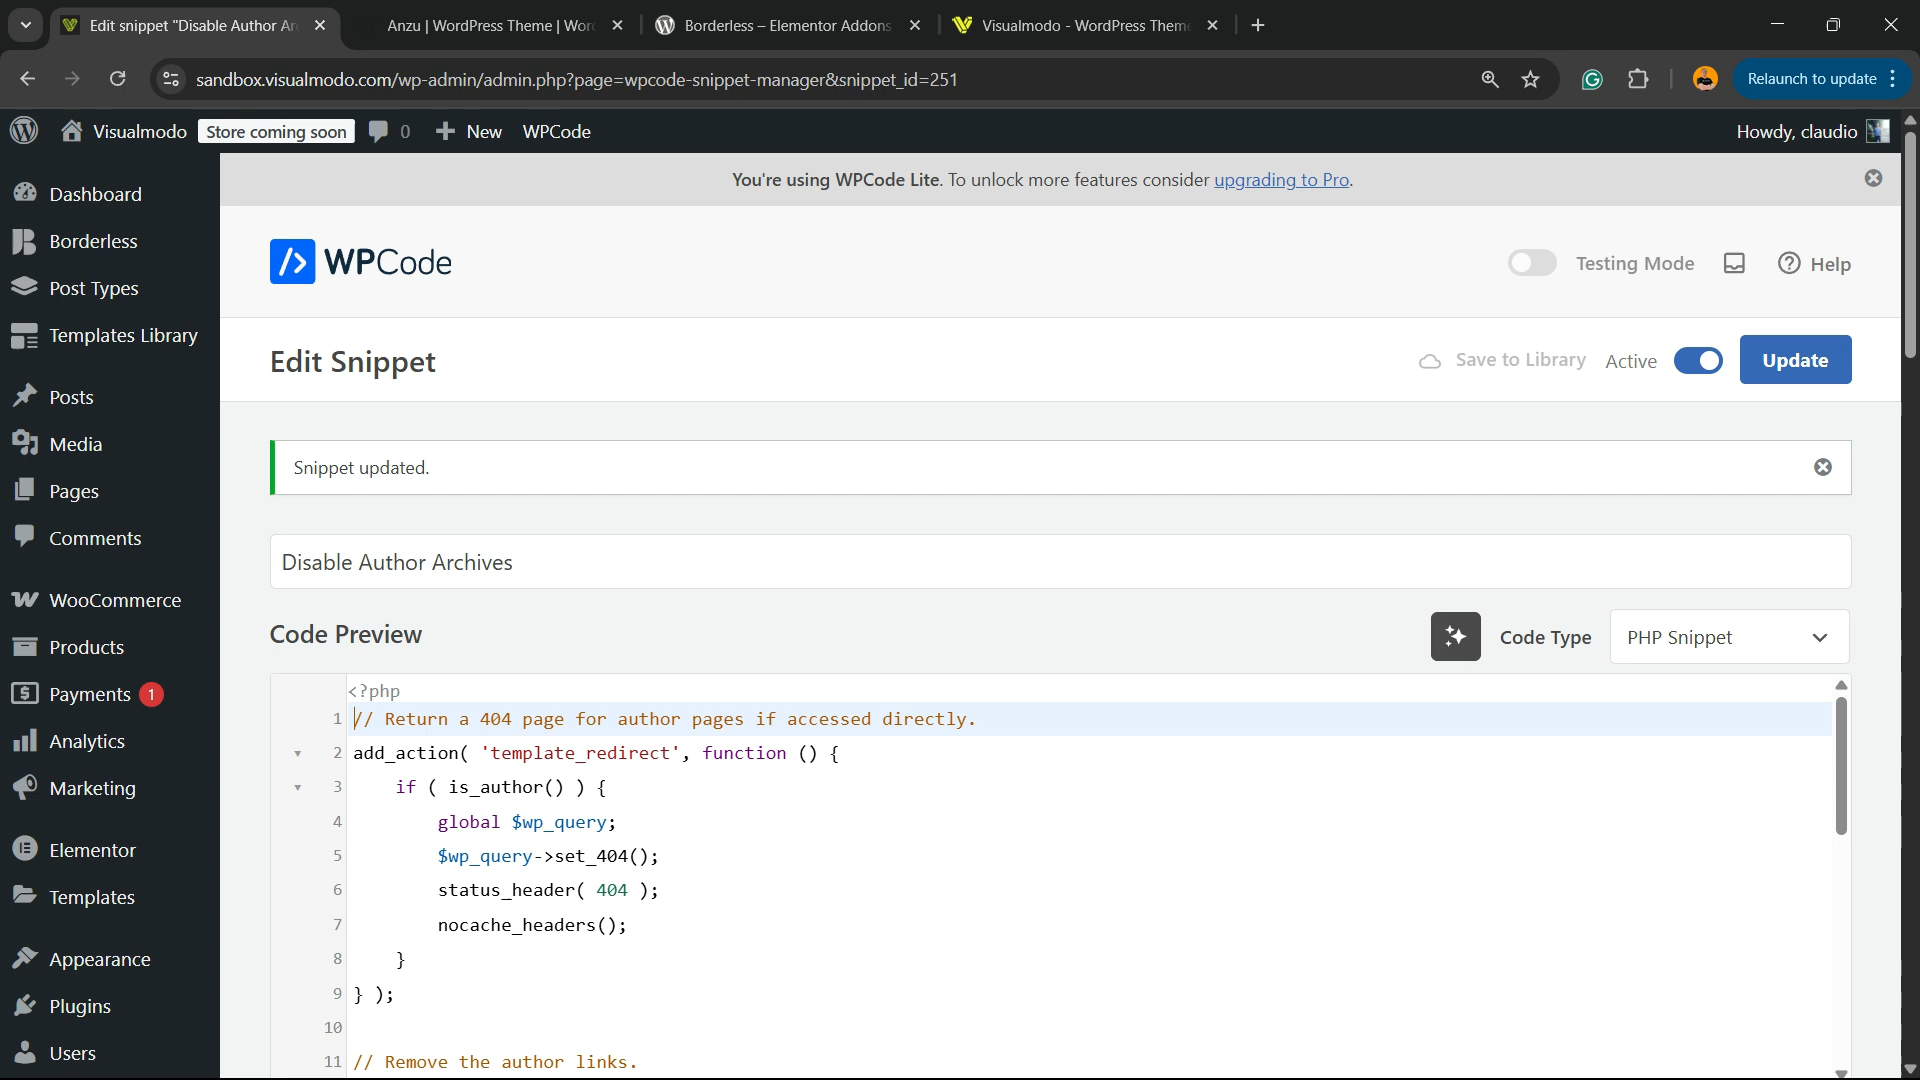 Edit snippet "Disable Author Ar
Anzu | WordPress Theme | Wor
Borderless – Elementor Addons
Visualmodo - WordPress Theme
sandbox.visualmodo.com/wp-admin/admin.php?page=wpcode-snippet-manager&snippet_id=251
Relaunch to update
Visualmodo
Store coming soon
0
New
WPCode
Howdy, claudio
You're using WPCode Lite. To unlock more features consider upgrading to Pro.
Dashboard
Borderless
Post Types
Templates Library
Posts
Media
Pages
Comments
WooCommerce
Products
Payments 1
Analytics
Marketing
Elementor
Templates
Appearance
Plugins
Users
WPCode
Testing Mode
Help
Edit Snippet
Save to Library
Active
Update
Snippet updated.
Disable Author Archives
Code Preview
Code Type
PHP Snippet
<?php
1 // Return a 404 page for author pages if accessed directly.
2 add_action( 'template_redirect', function () {
3 if ( is_author() ) {
4 global $wp_query;
5 $wp_query->set_404();
6 status_header( 404 );
7 nocache_headers();
8 }
9 } );
10
11 // Remove the author links.